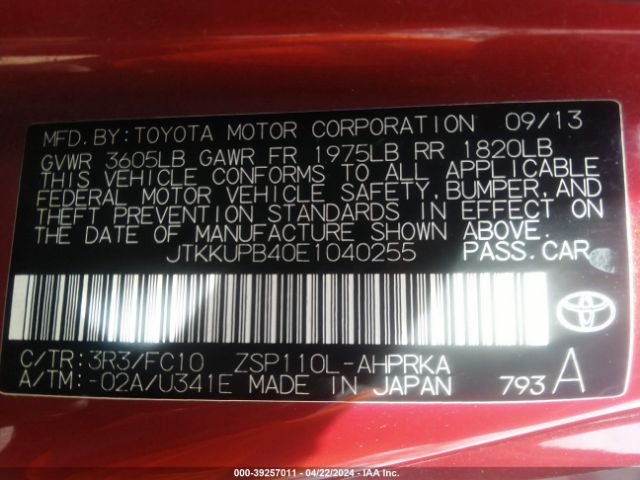 MFD. BY: TOYOTA MOTOR CORPORATION 09/13
GVWR 3605LB GAWR FR 1975LB RR 1820LB
THIS VEHICLE CONFORMS TO ALL APPLICABLE
FEDERAL MOTOR VEHICLE SAFETY, BUMPER, AND
THEFT PREVENTION STANDARDS IN EFFECT ON
THE DATE OF MANUFACTURE SHOWN ABOVE.
JTKKUPB40E1040255 PASS. CAR
C/TR: 3R3/FC10 ZSP110L-AHPRKA
A/TM: -02A/U341E MADE IN JAPAN 793 A
000-39257011 - 04/22/2024 - IAA Inc.